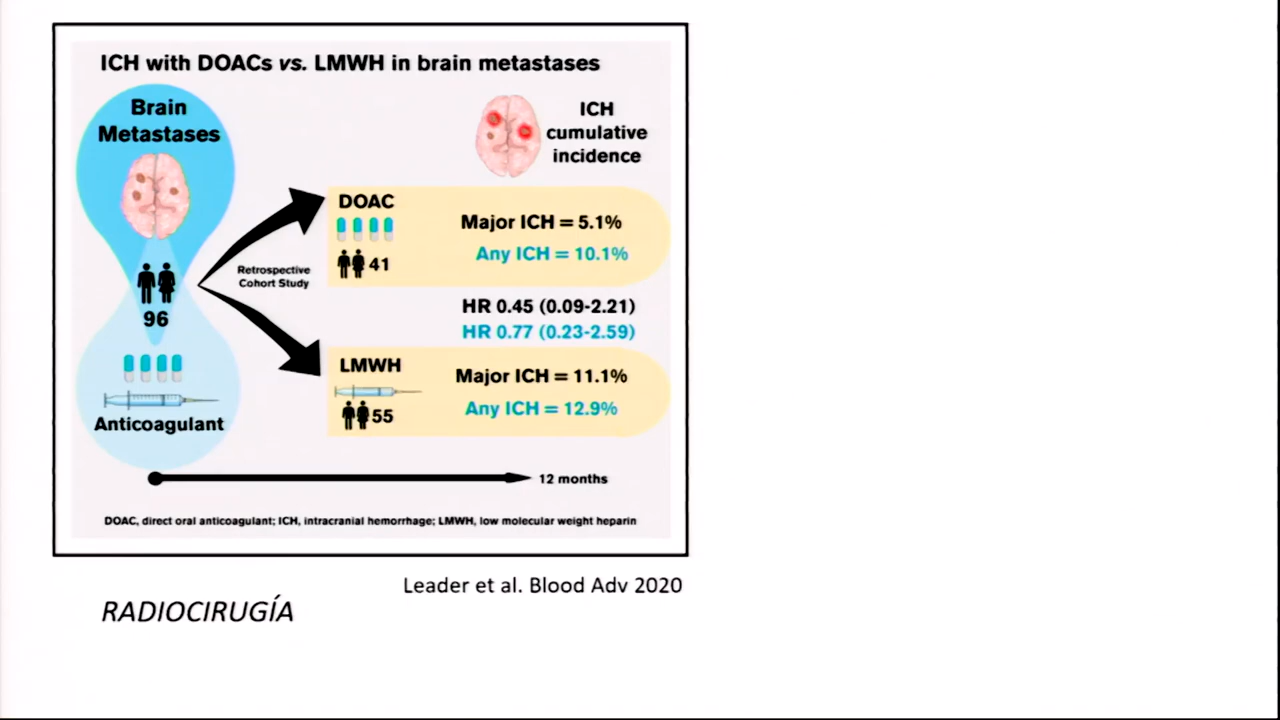 ICH with DOACs vs. LMWH in brain metastases
Brain
Metastases
96
Anticoagulant
Retrospective
Cohort Study
ICH
cumulative
incidence
DOAC
41
Major ICH = 5.1%
Any ICH = 10.1%
HR 0.45 (0.09-2.21)
HR 0.77 (0.23-2.59)
LMWH
55
Major ICH = 11.1%
Any ICH = 12.9%
12 months
DOAC, direct oral anticoagulant; ICH, intracranial hemorrhage; LMWH, low molecular weight heparin
Leader et al. Blood Adv 2020
RADIOCIRUGÍA